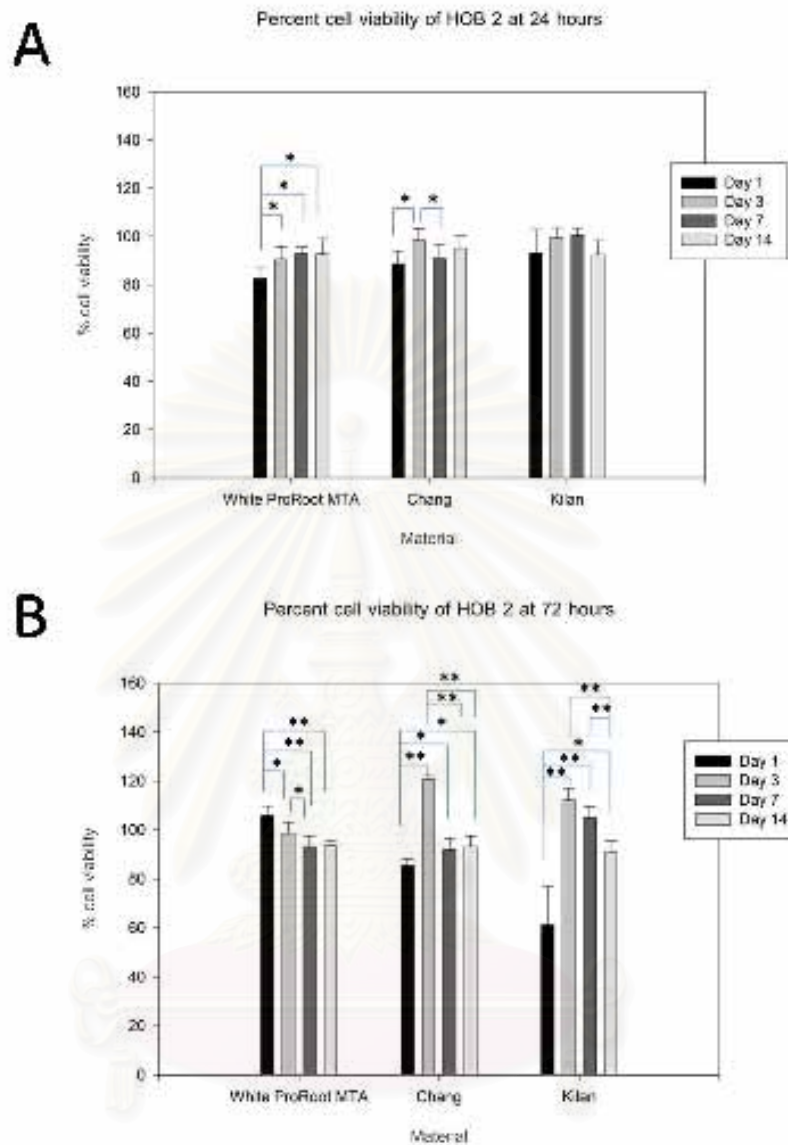 A
Percent cell viability of HOB 2 at 24 hours
160
140
120
100
80
60
40
20
0
% cell viability
* * *
* *
Day 1
Day 3
Day 7
Day 14
White ProRoot MTA Chang Kilan
Material
B
Percent cell viability of HOB 2 at 72 hours
160
140
120
100
80
60
40
20
0
% cell viability
** ** * *
** ** * * **
** ** * ** **
Day 1
Day 3
Day 7
Day 14
White ProRoot MTA Chang Kilan
Material